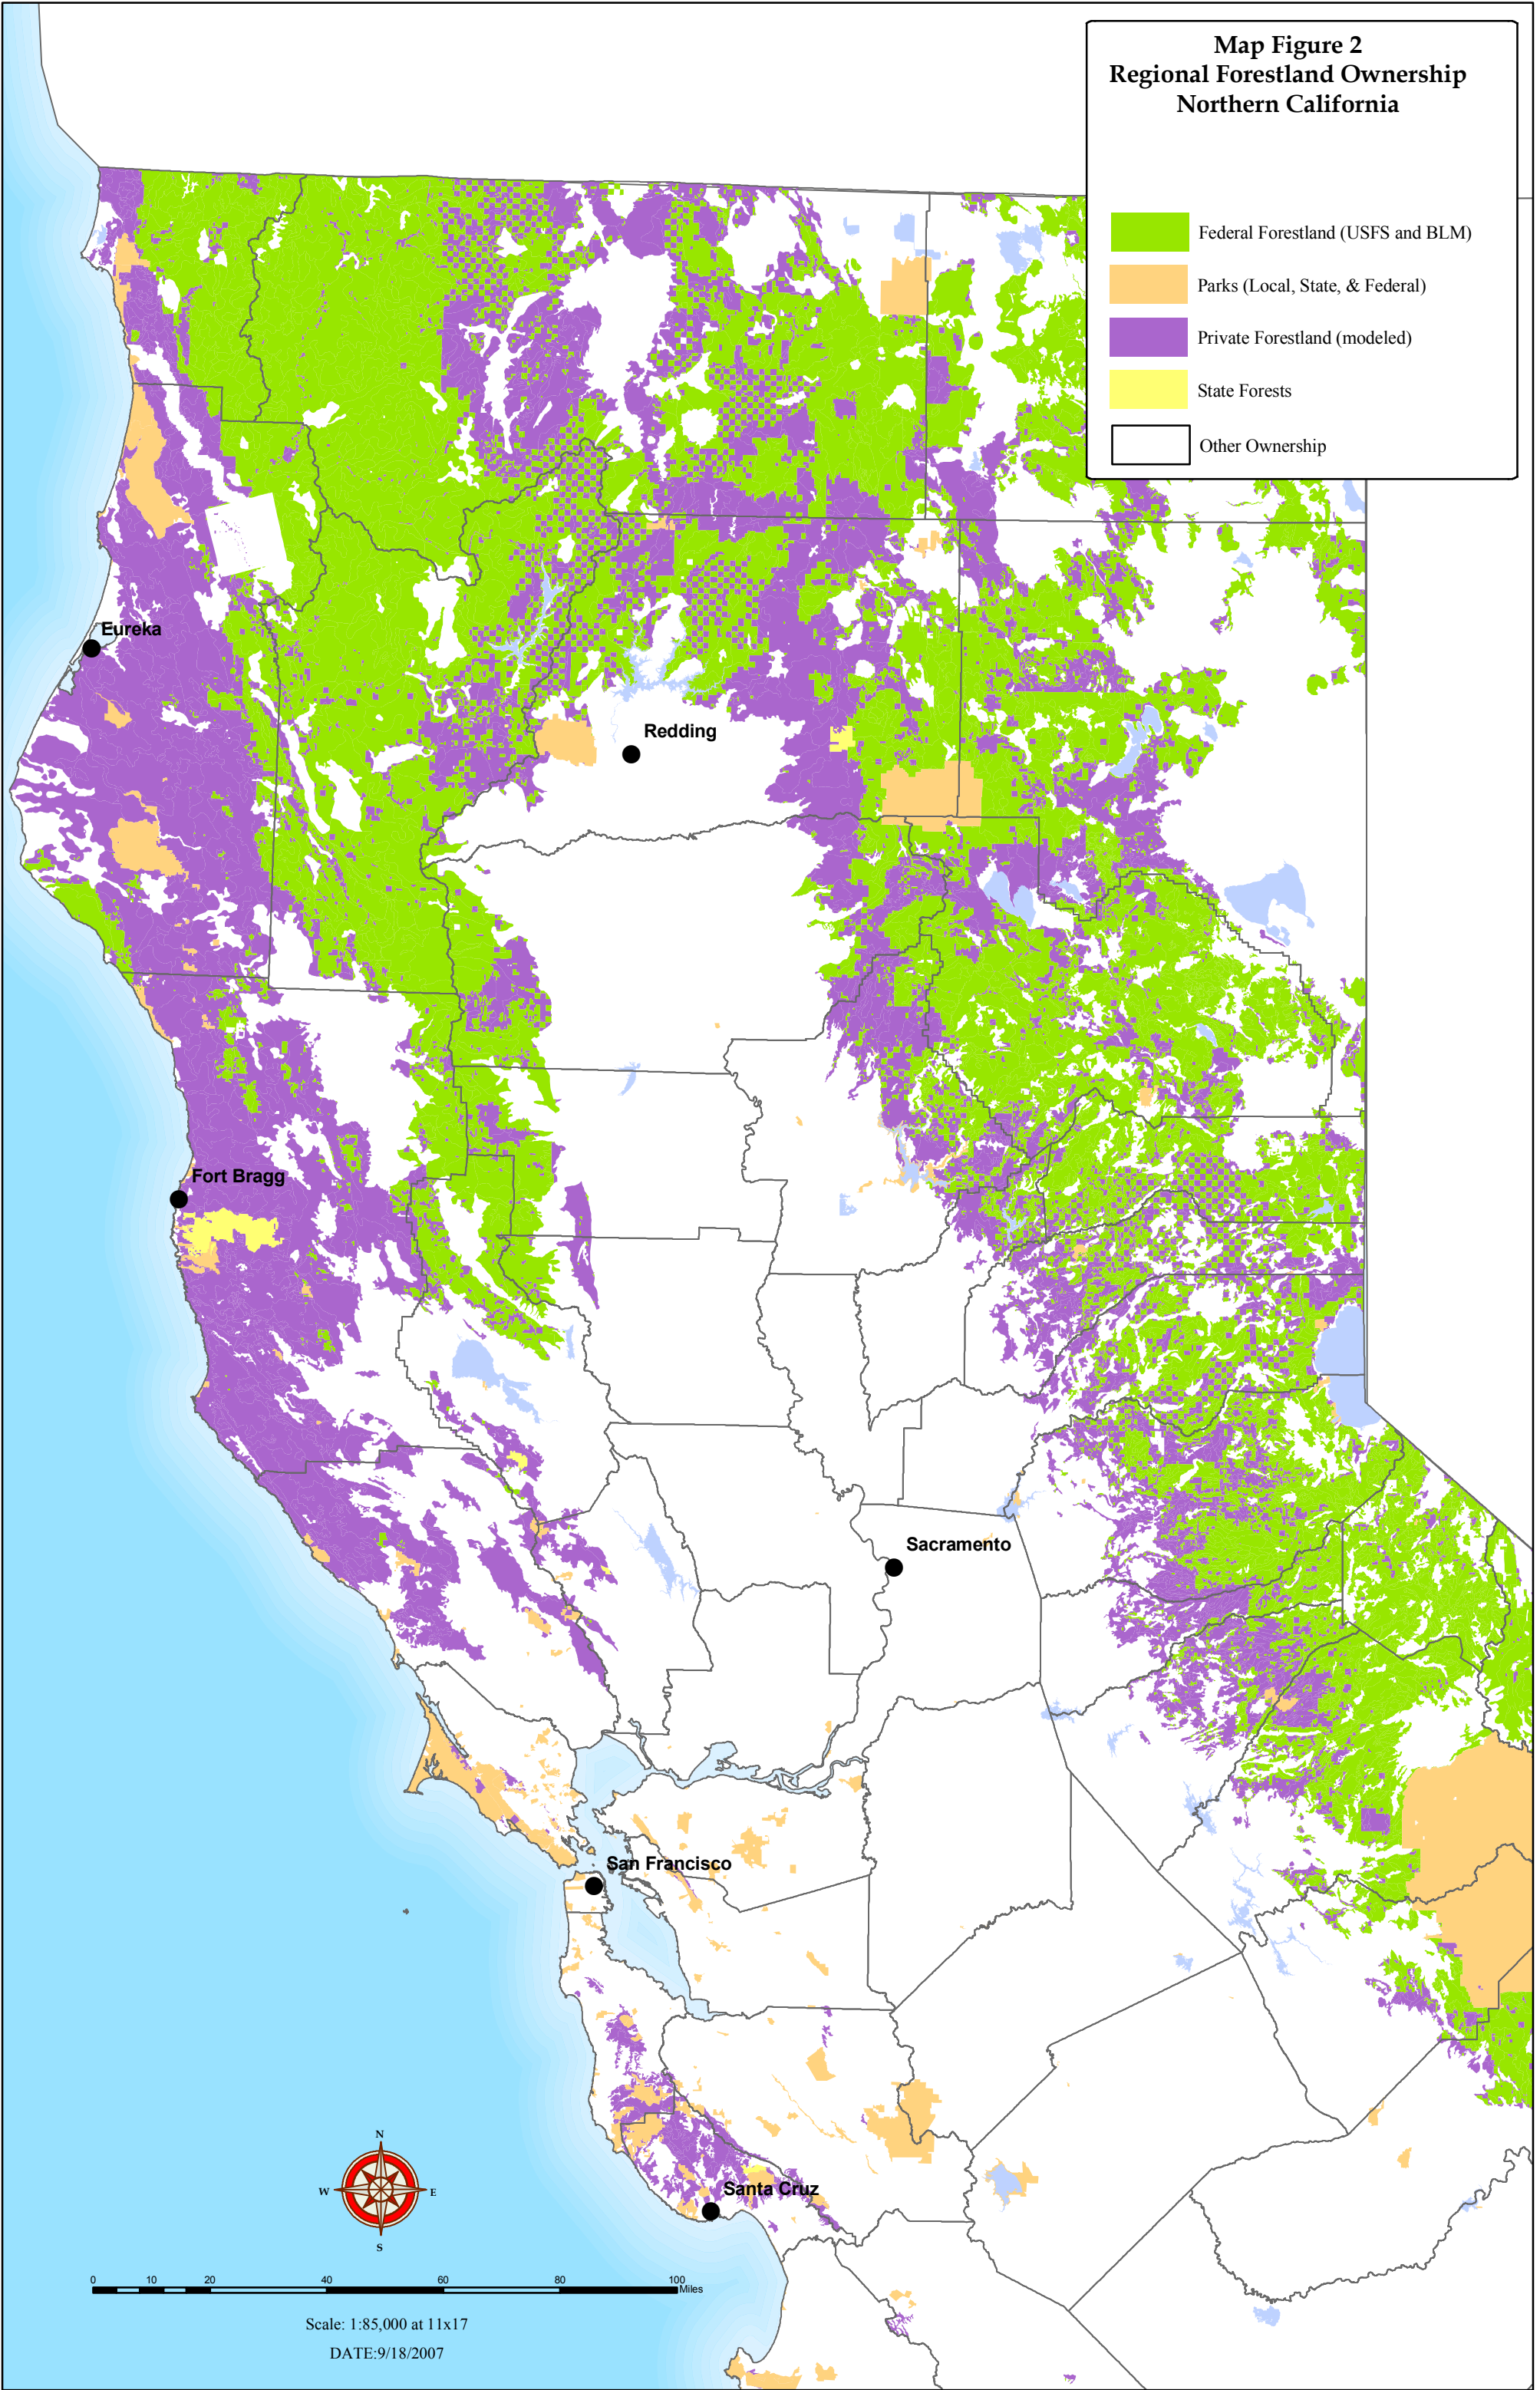 Map Figure 2
Regional Forestland Ownership
Northern California
Federal Forestland (USFS and BLM)
Parks (Local, State, & Federal)
Private Forestland (modeled)
State Forests
Other Ownership
Eureka
Redding
Fort Bragg
Sacramento
San Francisco
Santa Cruz
N
W
E
S
0 10 20 40 60 80 100
Miles
Scale: 1:85,000 at 11x17
DATE:9/18/2007